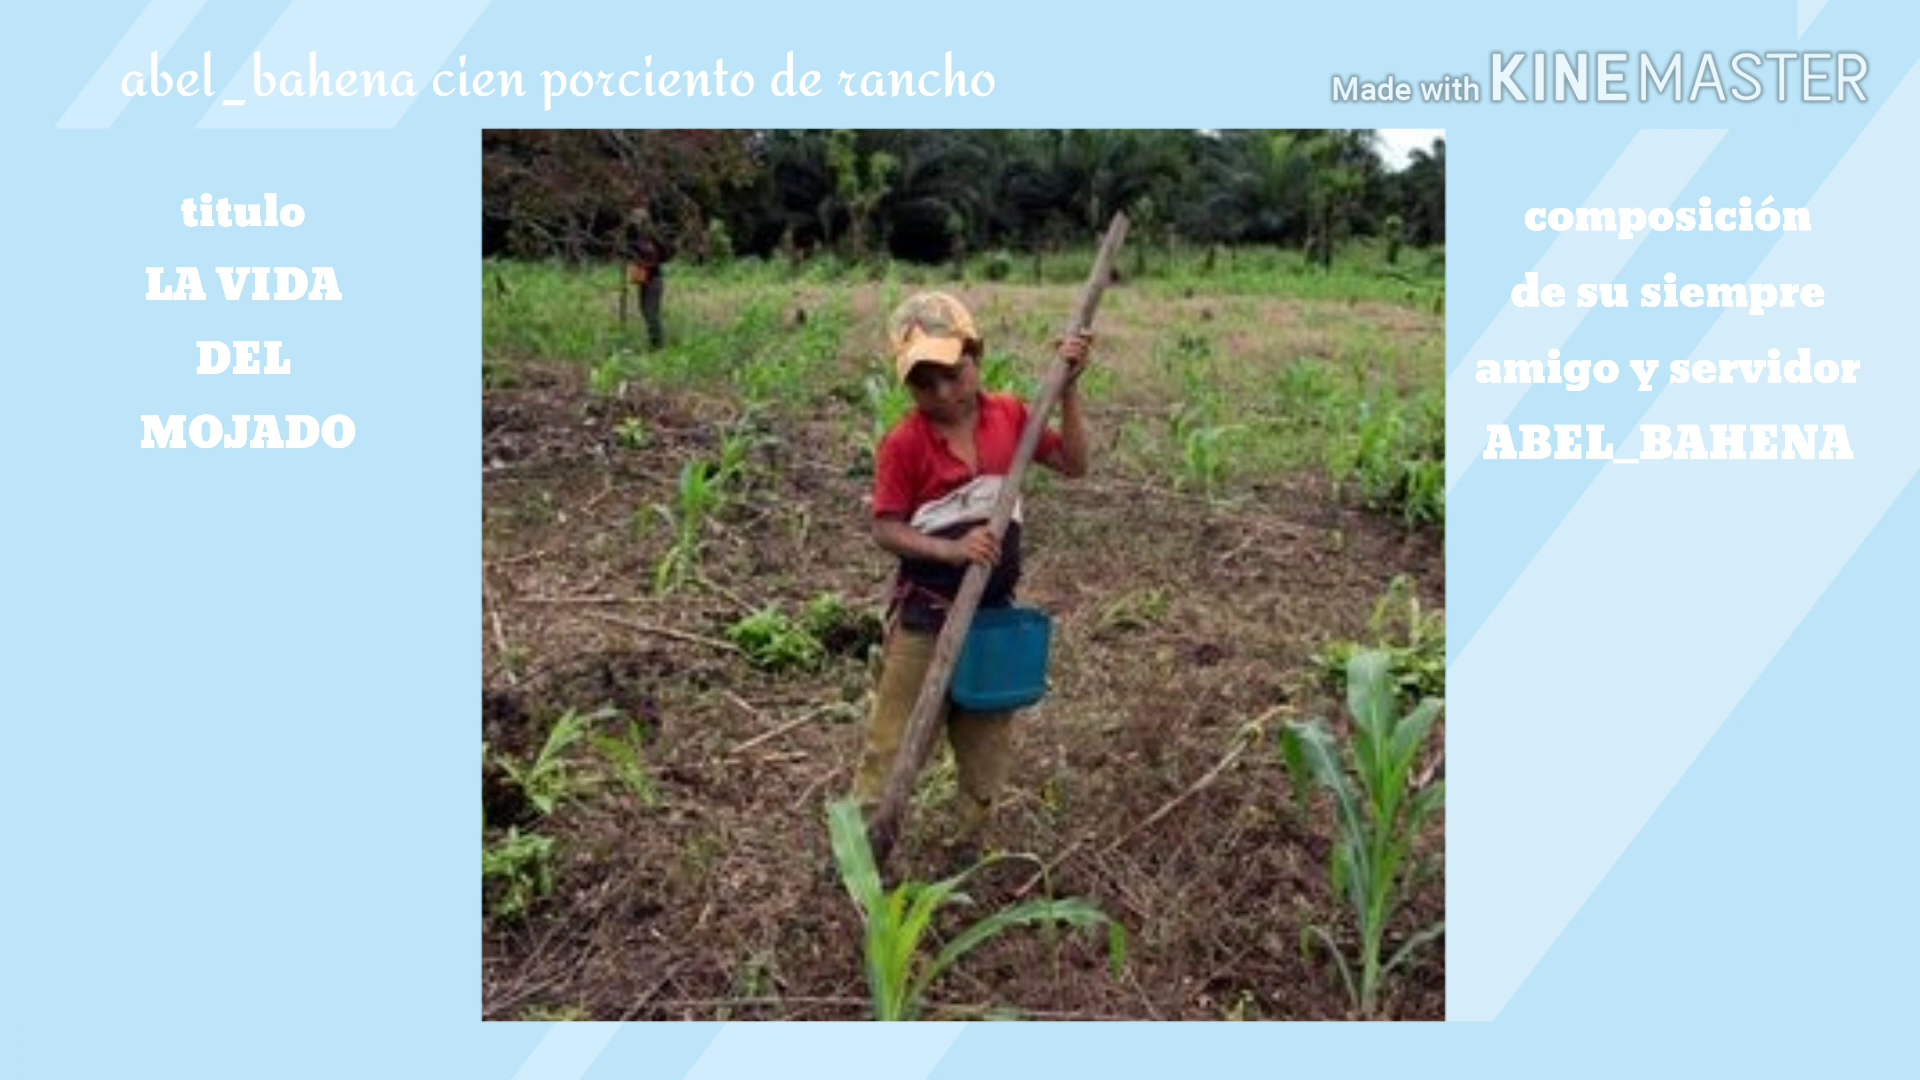 abel_bahena cien porciento de rancho
Made with KINEMASTER
titulo
LA VIDA
DEL
MOJADO
composición
de su siempre
amigo y servidor
ABEL_BAHENA